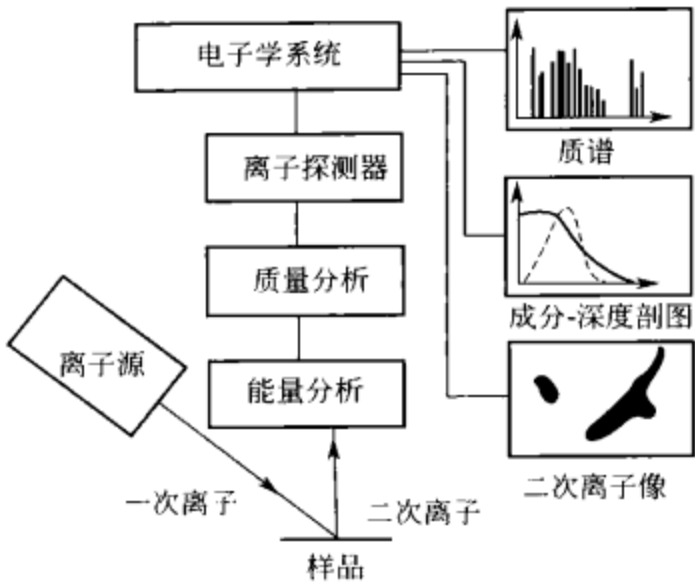 电子学系统
质谱
离子探测器
成分-深度剖图
质量分析
离子源
能量分析
二次离子像
一次离子
二次离子
样品